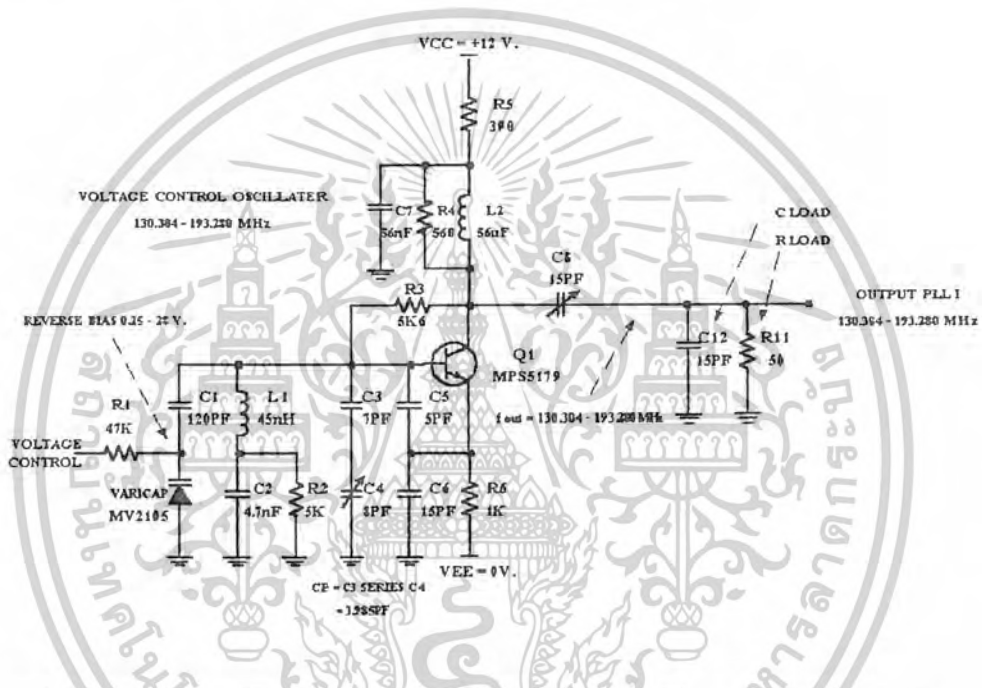 VCC = +12 V.
R5
390
VOLTAGE CONTROL OSCILLATER
130.304 - 193.280 MHz
C7
56nF
R4
560
L2
56nF
C8
15PF
C LOAD
R LOAD
R3
5K6
OUTPUT PLL I
130.304 - 193.280 MHz
REVERSE BIAS 0.25 - 28 V.
Q1
MPS5179
C12
15PF
R11
50
C1
120PF
L1
45nH
C3
7PF
C5
5PF
f out = 130.304 - 193.280 MHz
R1
47K
VOLTAGE
CONTROL
VARICAP
MV2105
C2
4.7nF
R2
5K
C4
8PF
C6
15PF
R6
1K
VEE = 0V.
CP = C3 SERIES C4